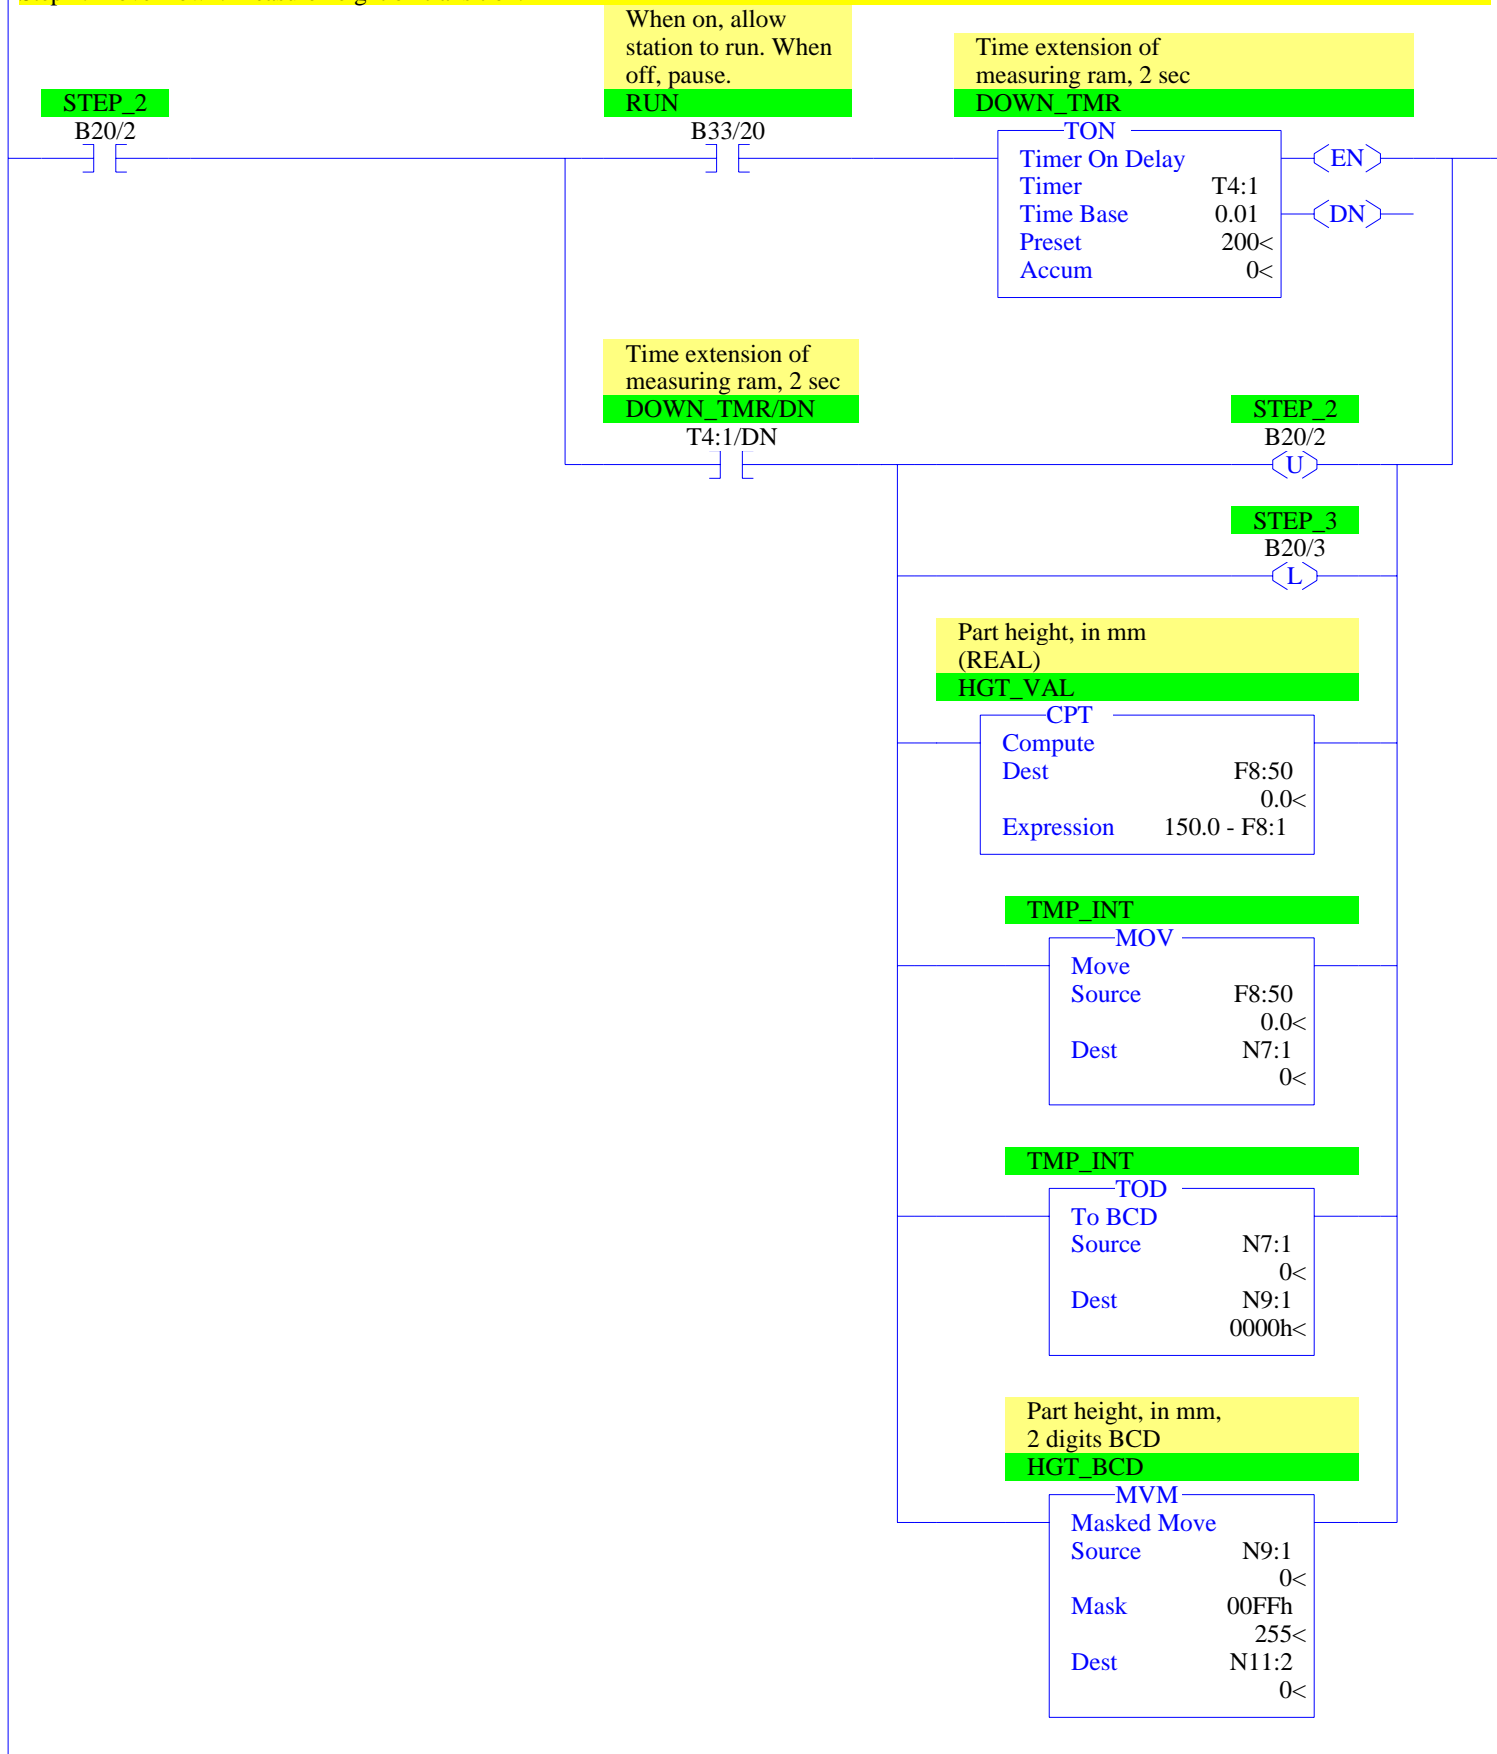 When on, allow
station to run. When
off, pause.
RUN
Time extension of
measuring ram, 2 sec
DOWN_TMR
STEP_2
B20/2
B33/20
TON
Timer On Delay
Timer T4:1
Time Base 0.01
Preset 200<
Accum 0<
EN
DN
Time extension of
measuring ram, 2 sec
DOWN_TMR/DN
T4:1/DN
STEP_2
B20/2
U
STEP_3
B20/3
L
Part height, in mm
(REAL)
HGT_VAL
CPT
Compute
Dest F8:50
0.0<
Expression 150.0 - F8:1
TMP_INT
MOV
Move
Source F8:50
0.0<
Dest N7:1
0<
TMP_INT
TOD
To BCD
Source N7:1
0<
Dest N9:1
0000h<
Part height, in mm,
2 digits BCD
HGT_BCD
MVM
Masked Move
Source N9:1
0<
Mask 00FFh
255<
Dest N11:2
0<